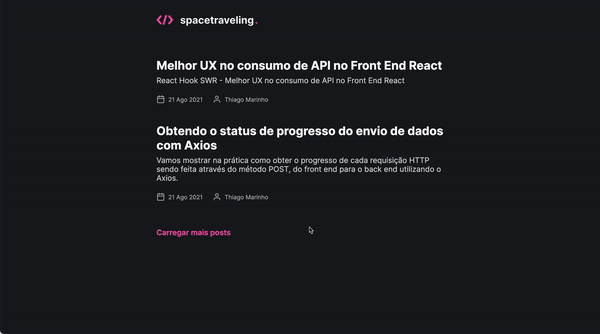 </> spacetraveling.
Melhor UX no consumo de API no Front End React
React Hook SWR - Melhor UX no consumo de API no Front End React
21 Ago 2021 Thiago Marinho
Obtendo o status de progresso do envio de dados
com Axios
Vamos mostrar na prática como obter o progresso de cada requisição HTTP
sendo feita através do método POST, do front end para o back end utilizando o
Axios.
21 Ago 2021 Thiago Marinho
Carregar mais posts